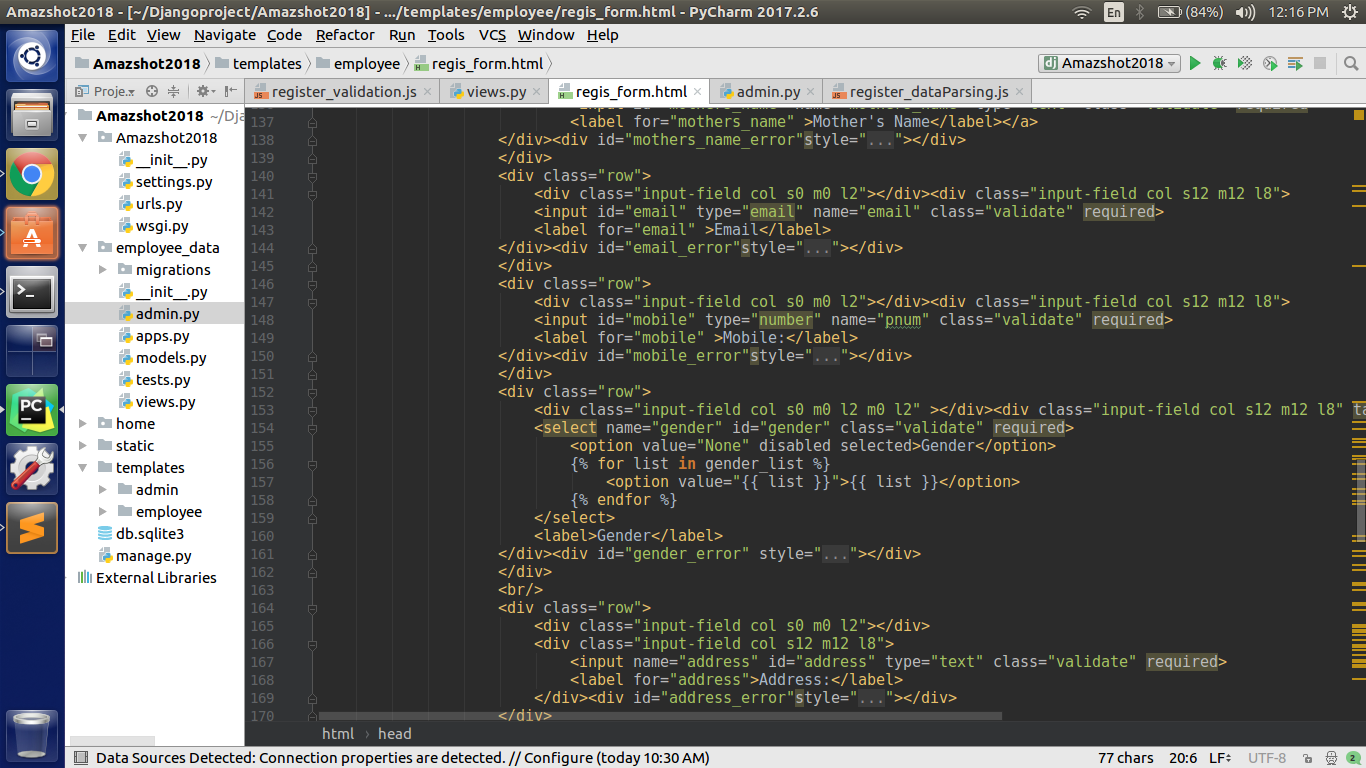 Amazshot2018 - [~/Djangoproject/Amazshot2018] - .../templates/employee/regis_form.html - PyCharm 2017.2.6
En (84%) 12:16 PM
File Edit View Navigate Code Refactor Run Tools VCS Window Help
Amazshot2018 templates employee regis_form.html
dj Amazshot2018
Proje..
register_validation.js views.py regis_form.html admin.py register_dataParsing.js
Amazshot2018 ~/Dja
Amazshot2018
__init__.py
settings.py
urls.py
wsgi.py
employee_data
migrations
__init__.py
admin.py
apps.py
models.py
tests.py
views.py
home
static
templates
admin
employee
db.sqlite3
manage.py
External Libraries
137 <label for="mothers_name" >Mother's Name</label></a>
138 </div><div id="mothers_name_error"style="..."></div>
139 </div>
140 <div class="row">
141 <div class="input-field col s0 m0 l2"></div><div class="input-field col s12 m12 l8">
142 <input id="email" type="email" name="email" class="validate" required>
143 <label for="email" >Email</label>
144 </div><div id="email_error"style="..."></div>
145 </div>
146 <div class="row">
147 <div class="input-field col s0 m0 l2"></div><div class="input-field col s12 m12 l8">
148 <input id="mobile" type="number" name="pnum" class="validate" required>
149 <label for="mobile" >Mobile:</label>
150 </div><div id="mobile_error"style="..."></div>
151 </div>
152 <div class="row">
153 <div class="input-field col s0 m0 l2 m0 l2" ></div><div class="input-field col s12 m12 l8" ta
154 <select name="gender" id="gender" class="validate" required>
155 <option value="None" disabled selected>Gender</option>
156 {% for list in gender_list %}
157 <option value="{{ list }}">{{ list }}</option>
158 {% endfor %}
159 </select>
160 <label>Gender</label>
161 </div><div id="gender_error" style="..."></div>
162 </div>
163 <br/>
164 <div class="row">
165 <div class="input-field col s0 m0 l2"></div>
166 <div class="input-field col s12 m12 l8">
167 <input name="address" id="address" type="text" class="validate" required>
168 <label for="address">Address:</label>
169 </div><div id="address_error"style="..."></div>
170 </div>
html head
Data Sources Detected: Connection properties are detected. // Configure (today 10:30 AM)
77 chars 20:6 LF UTF-8 2